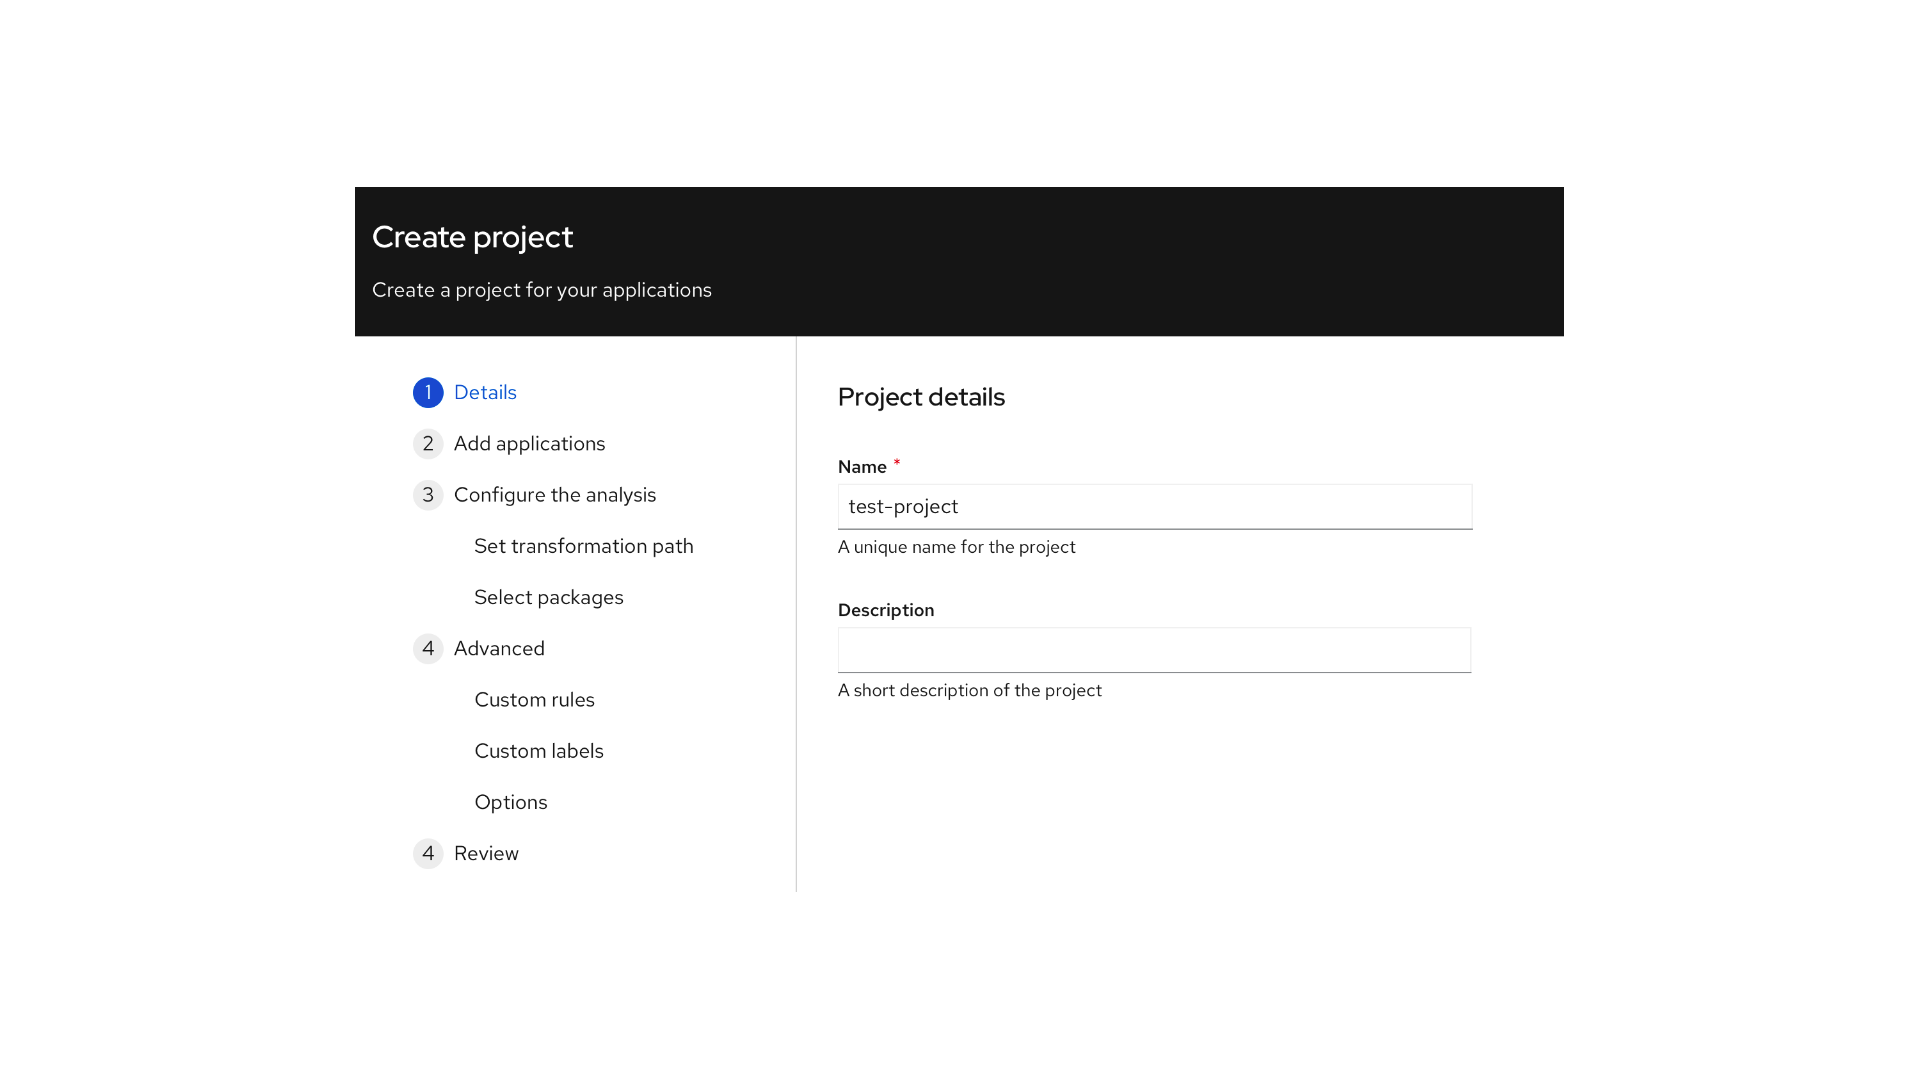 Create project
Create a project for your applications
1 Details
2 Add applications
3 Configure the analysis
Set transformation path
Select packages
4 Advanced
Custom rules
Custom labels
Options
4 Review
Project details
Name *
test-project
A unique name for the project
Description
A short description of the project